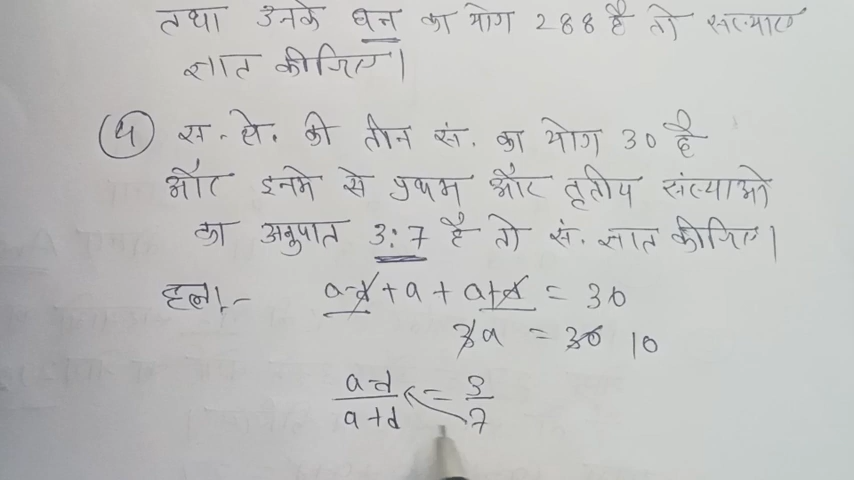 तथा उनके घन का योग 288 है तो संख्याए
ज्ञात कीजिए।
(4) स. श्रे. की तीन सं. का योग 30 है
और इनमे से प्रथम और तृतीय संख्याओ
का अनुपात 3:7 है तो सं. ज्ञात कीजिए।
हल:- a-d + a + a+d = 30
3a = 30 10
a-d / a+d = 3 / 7